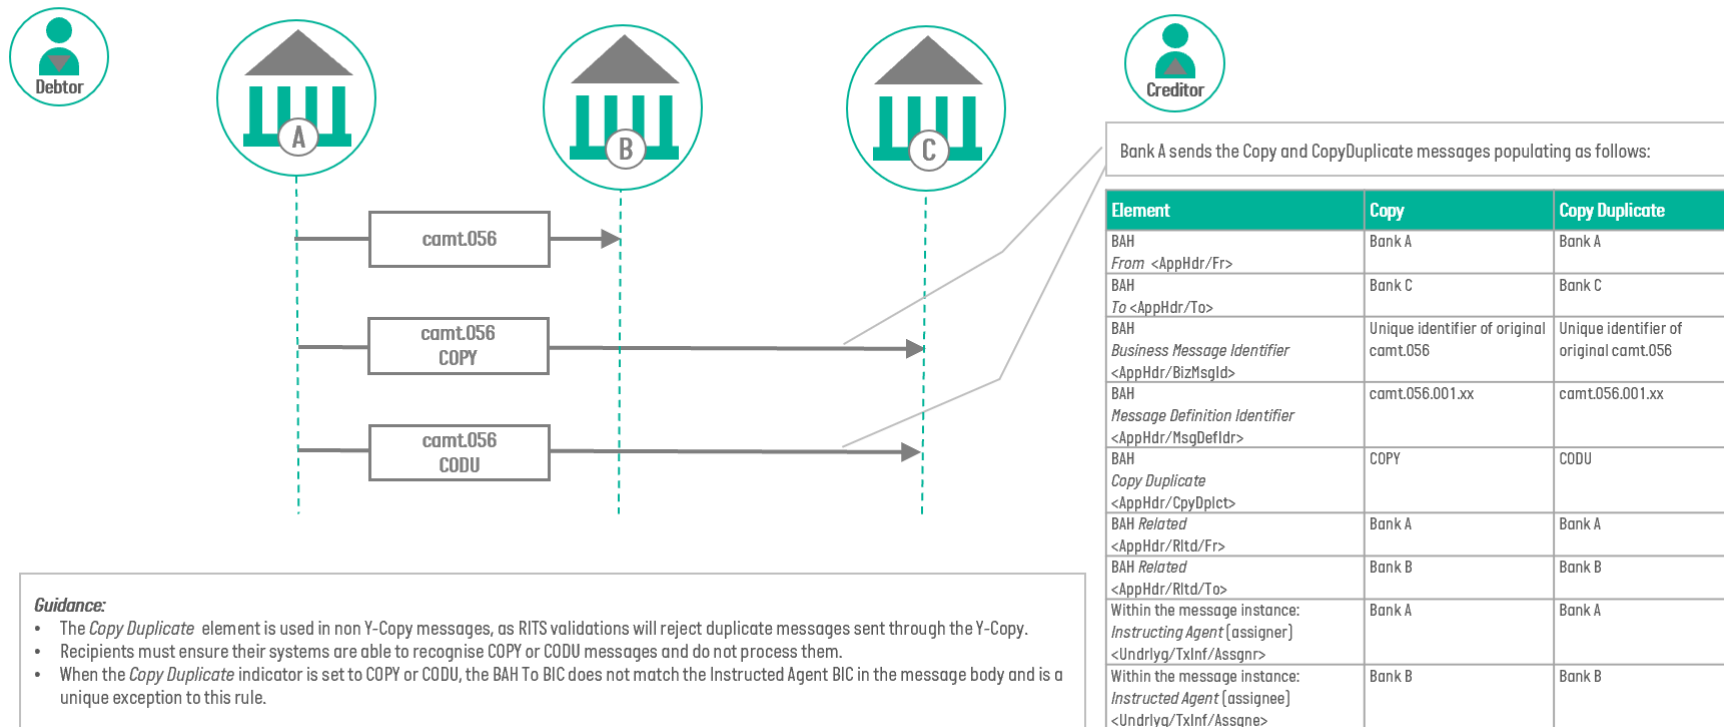 Debtor
A
B
C
Creditor
camt.056
camt.056
COPY
camt.056
CODU
Bank A sends the Copy and CopyDuplicate messages populating as follows:
Element Copy Copy Duplicate
BAH Bank A Bank A
From <AppHdr/Fr>
BAH Bank C Bank C
To <AppHdr/To>
BAH Unique identifier of original Unique identifier of
Business Message Identifier camt.056 original camt.056
<AppHdr/BizMsgId>
BAH camt.056.001.xx camt.056.001.xx
Message Definition Identifier
<AppHdr/MsgDefIdr>
BAH COPY CODU
Copy Duplicate
<AppHdr/CpyDplct>
BAH Related Bank A Bank A
<AppHdr/Rltd/Fr>
BAH Related Bank B Bank B
<AppHdr/Rltd/To>
Within the message instance: Bank A Bank A
Instructing Agent (assigner)
<Undrlyg/TxInf/Assgnr>
Within the message instance: Bank B Bank B
Instructed Agent (assignee)
<Undrlyg/TxInf/Assgne>
Guidance:
• The Copy Duplicate element is used in non Y-Copy messages, as RITS validations will reject duplicate messages sent through the Y-Copy.
• Recipients must ensure their systems are able to recognise COPY or CODU messages and do not process them.
• When the Copy Duplicate indicator is set to COPY or CODU, the BAH To BIC does not match the Instructed Agent BIC in the message body and is a
unique exception to this rule.